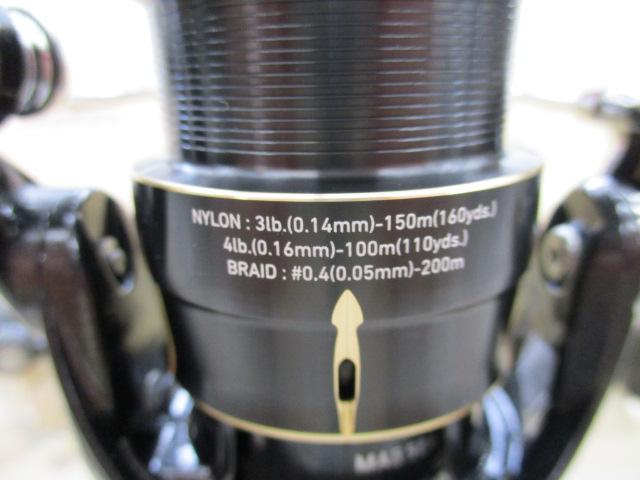 NYLON : 3lb.(0.14mm)-150m(160yds.)
4lb.(0.16mm)-100m(110yds.)
BRAID : #0.4(0.05mm)-200m